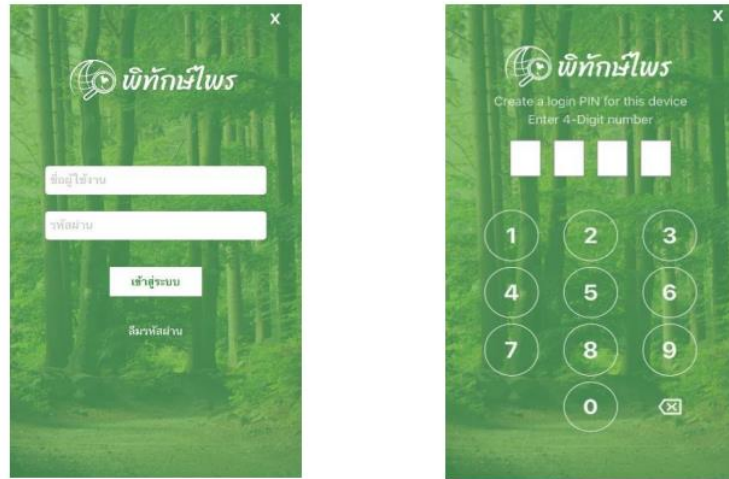 X
พิทักษ์ไพร
ชื่อผู้ใช้งาน
รหัสผ่าน
เข้าสู่ระบบ
ลืมรหัสผ่าน
X
พิทักษ์ไพร
Create a login PIN for this device
Enter 4-Digit number
1 2 3
4 5 6
7 8 9
0